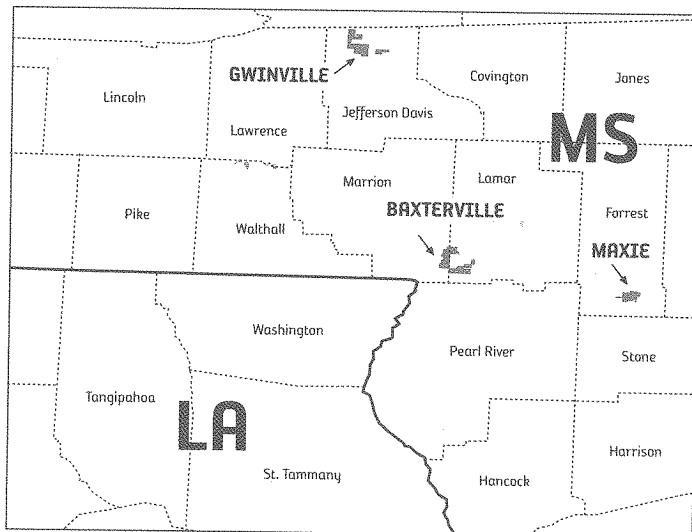 GWINVILLE
Covington
Jones
Lincoln
Jefferson Davis
Lawrence
MS
Marrion
Lamar
Pike
Walthall
BAXTERVILLE
Forrest
MAXIE
Washington
Pearl River
Stone
Tangipahoa
LA
St. Tammany
Hancock
Harrison